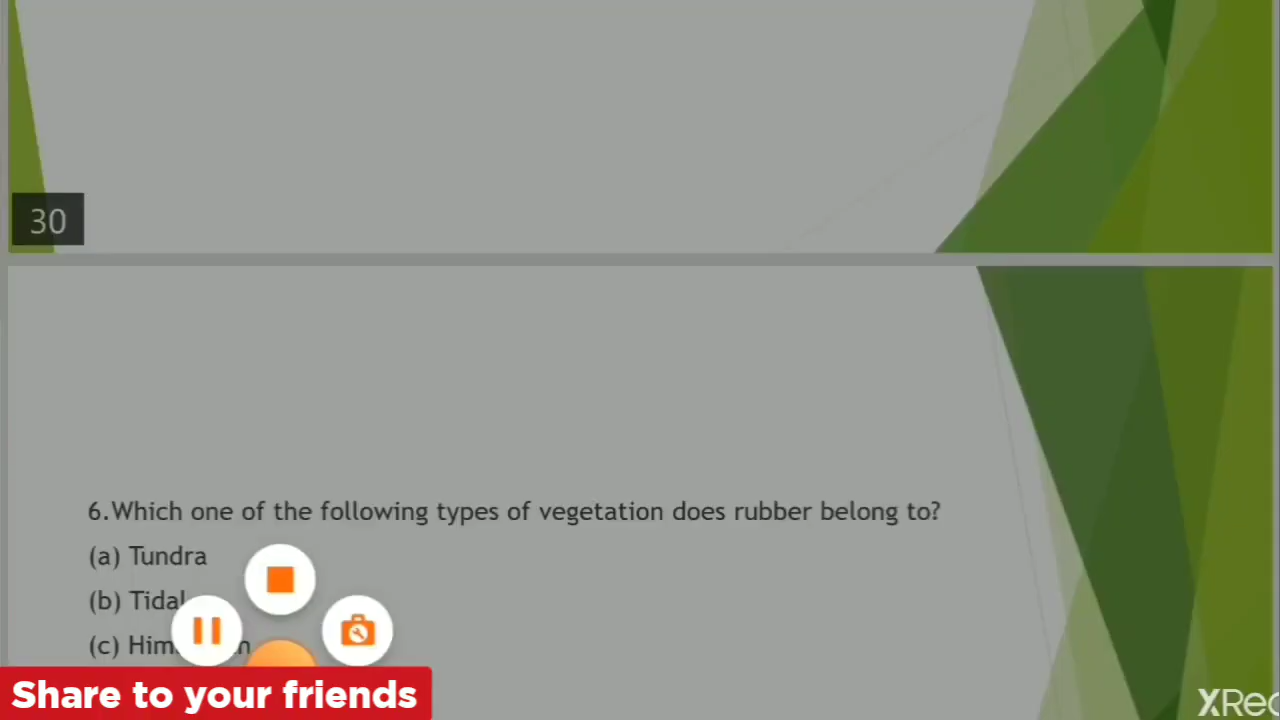 30
6.Which one of the following types of vegetation does rubber belong to?
(a) Tundra
(b) Tidal
(c)
Share to your friends
XRec